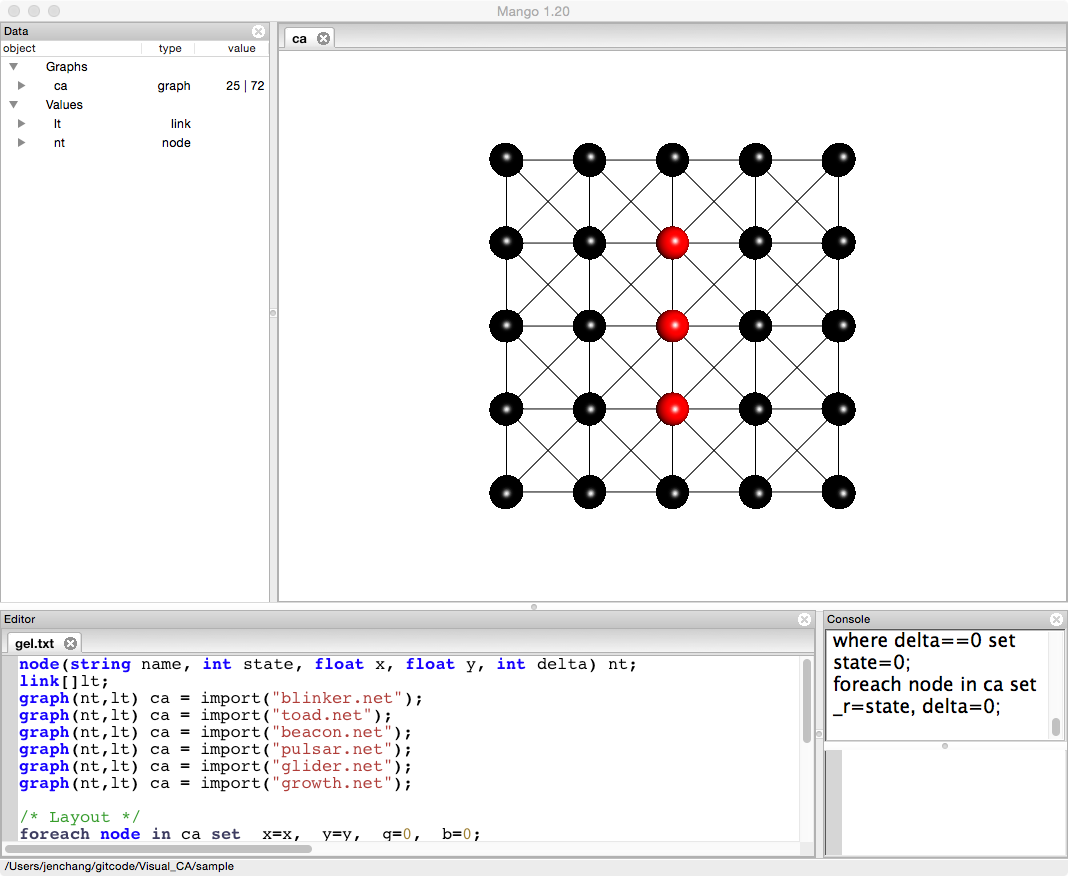 Mango 1.20
Data
object type value
Graphs
ca graph 25 | 72
Values
lt link
nt node
ca
Editor
gel.txt
node(string name, int state, float x, float y, int delta) nt;
link[]lt;
graph(nt,lt) ca = import("blinker.net");
graph(nt,lt) ca = import("toad.net");
graph(nt,lt) ca = import("beacon.net");
graph(nt,lt) ca = import("pulsar.net");
graph(nt,lt) ca = import("glider.net");
graph(nt,lt) ca = import("growth.net");
/* Layout */
foreach node in ca set _x=x, _y=y, _g=0, _b=0;
Console
where delta==0 set
state=0;
foreach node in ca set
_r=state, delta=0;
/Users/jenchang/gitcode/Visual_CA/sample